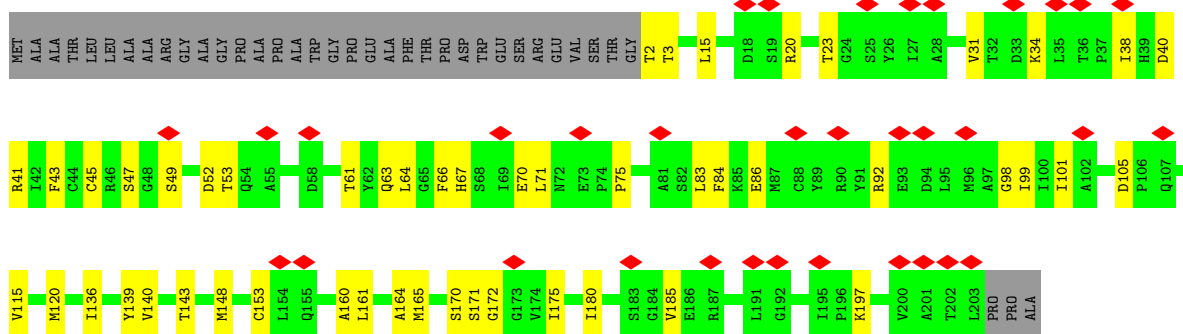 MET ALA ALA THR LEU LEU ALA ALA ARG GLY ALA GLY PRO ALA PRO ALA TRP GLY GLU ALA PHE THR PRO ASP TRP GLU SER ARG GLU VAL SER THR GLY T2 T3 L15 D18 S19 R20 T23 G24 S25 Y26 I27 A28 V31 T32 D33 K34 L35 T36 P37 I38 H39 D40
R41 I42 F43 C44 C45 R46 S47 G48 S49 D52 T53 Q54 A55 D58 T61 Y62 Q63 L64 G65 F66 H67 S68 I69 E70 L71 N72 E73 P74 P75 A81 S82 L83 F84 K85 E86 M87 C88 Y89 R90 Y91 R92 E93 D94 L95 M96 A97 G98 I99 I100 I101 A102 D105 P106 Q107
V115 M120 I136 Y139 V140 T143 M148 C153 L154 Q155 A160 L161 A164 M165 S170 S171 G172 G173 V174 I175 I180 S183 G184 V185 E186 R187 L191 G192 I195 P196 K197 V200 A201 T202 L203 PRO PRO ALA